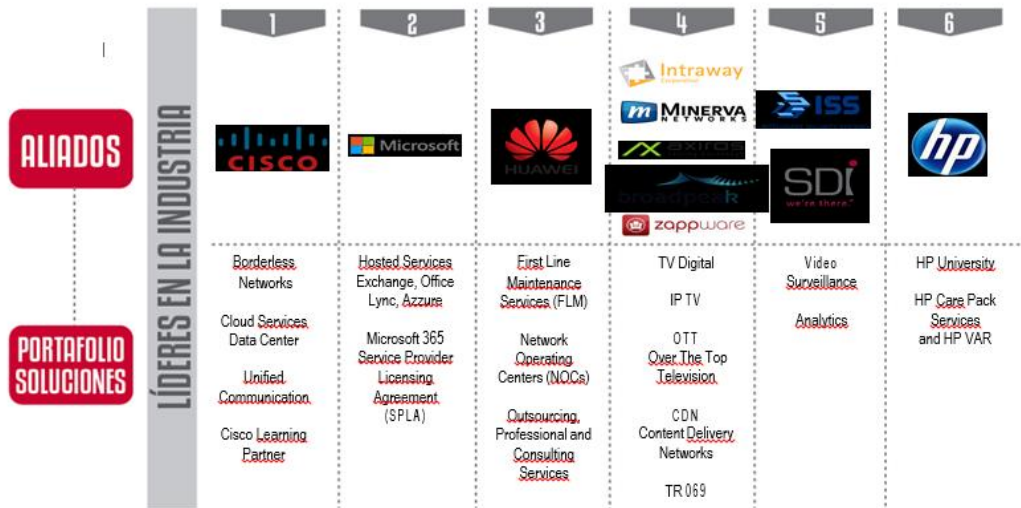 1
2
3
4
5
6
LÍDERES EN LA INDUSTRIA
ALIADOS
CISCO
Microsoft
HUAWEI
Intraway
Corporation
m MINERVA
NETWORKS
axiros
broadpeak
zappware
ISS
SDI
we're there.
hp
PORTAFOLIO
SOLUCIONES
Borderless
Networks
Cloud Services
Data Center
Unified
Communication
Cisco Learning
Partner
Hosted Services
Exchange, Office
Lync, Azzure
Microsoft 365
Service Provider
Licensing
Agreement
(SPLA)
First Line
Maintenance
Services (FLM)
Network
Operating
Centers (NOCs)
Outsourcing,
Professional and
Consulting
Services
TV Digital
IP TV
OTT
Over The Top
Television
CDN
Content Delivery
Networks
TR 069
Video
Surveillance
Analytics
HP University
HP Care Pack
Services
and HP VAR